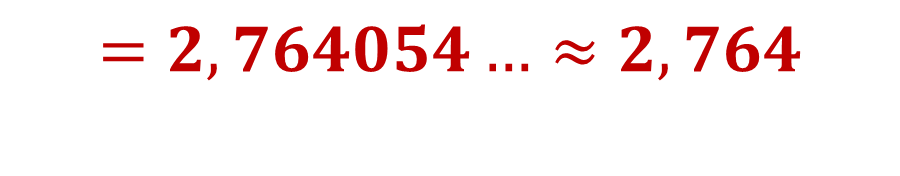 = 2, 764054 ... ≈ 2, 764